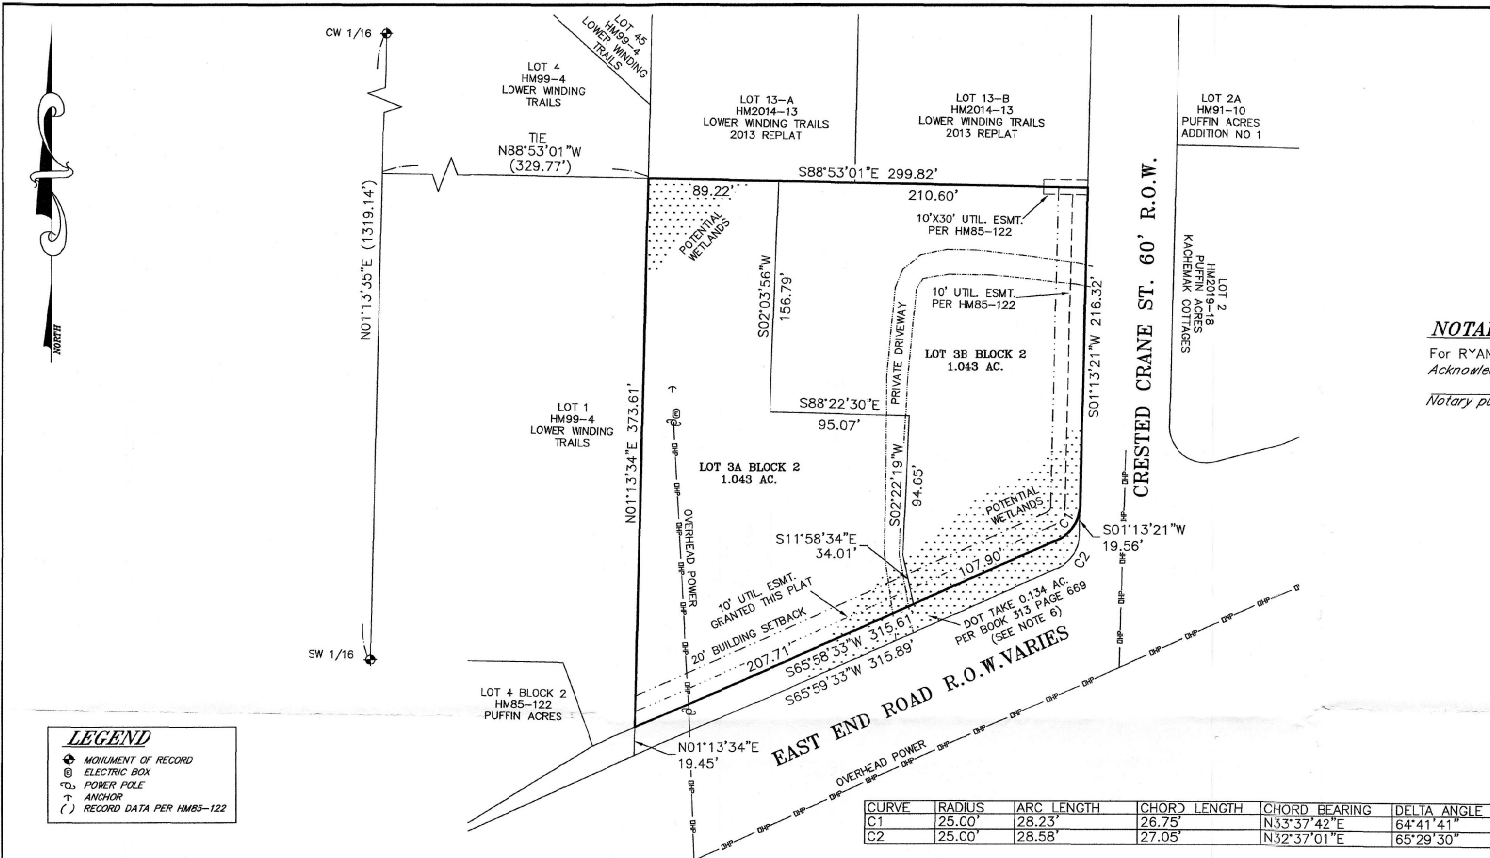 CW 1/16
LOT 45
HM99-4
LOWER WINDING
TRAILS
LOT 4
HM99-4
LOWER WINDING
TRAILS
LOT 13-A
HM2014-13
LOWER WINDING TRAILS
2013 REPLAT
LOT 13-B
HM2014-13
LOWER WINDING TRAILS
2013 REPLAT
LOT 2A
HM91-10
PUFFIN ACRES
ADDITION NO 1
TIE
N88°53'01"W
(329.77')
S88°53'01"E 299.82'
89.22'
210.60'
POTENTIAL
WETLANDS
10'X30' UTIL. ESMT.
PER HM85-122
CRESTED CRANE ST. 60' R.O.W.
N01°13'35"E (1319.14')
NORTH
S02°03'56"W
156.79'
10' UTIL. ESMT.
PER HM85-122
S01°13'21"W 216.32'
LOT 2
HM2019-18
PUFFIN ACRES
KACHEMAK COTTAGES
PRIVATE DRIVEWAY
LOT 3B BLOCK 2
1.043 AC.
NOTA
For RYAN
Acknowle
Notary pu
LOT 1
HM99-4
LOWER WINDING
TRAILS
N01°13'34"E 373.61'
S88°22'30"E
95.07'
LOT 3A BLOCK 2
1.043 AC.
S02°22'19"W
94.05'
OHP
OVERHEAD POWER
POTENTIAL
WETLANDS
C1
S01°13'21"W
19.56'
C2
S11°58'34"E
34.01'
107.90'
10' UTIL. ESMT.
GRANTED THIS PLAT
20' BUILDING SETBACK
207.71'
S65°58'33"W 315.61'
S65°59'33"W 315.89'
DOT TAKE 0.134 AC.
PER BOOK 313 PAGE 669
(SEE NOTE 6)
SW 1/16
LOT 4 BLOCK 2
HM85-122
PUFFIN ACRES
N01°13'34"E
19.45'
EAST END ROAD R.O.W. VARIES
OVERHEAD POWER
LEGEND
MONUMENT OF RECORD
E ELECTRIC BOX
POWER POLE
ANCHOR
( ) RECORD DATA PER HM85-122
CURVE RADIUS ARC LENGTH CHORD LENGTH CHORD BEARING DELTA ANGLE
C1 25.00' 28.23' 26.75' N33°37'42"E 64°41'41"
C2 25.00' 28.58' 27.05' N32°37'01"E 65°29'30"